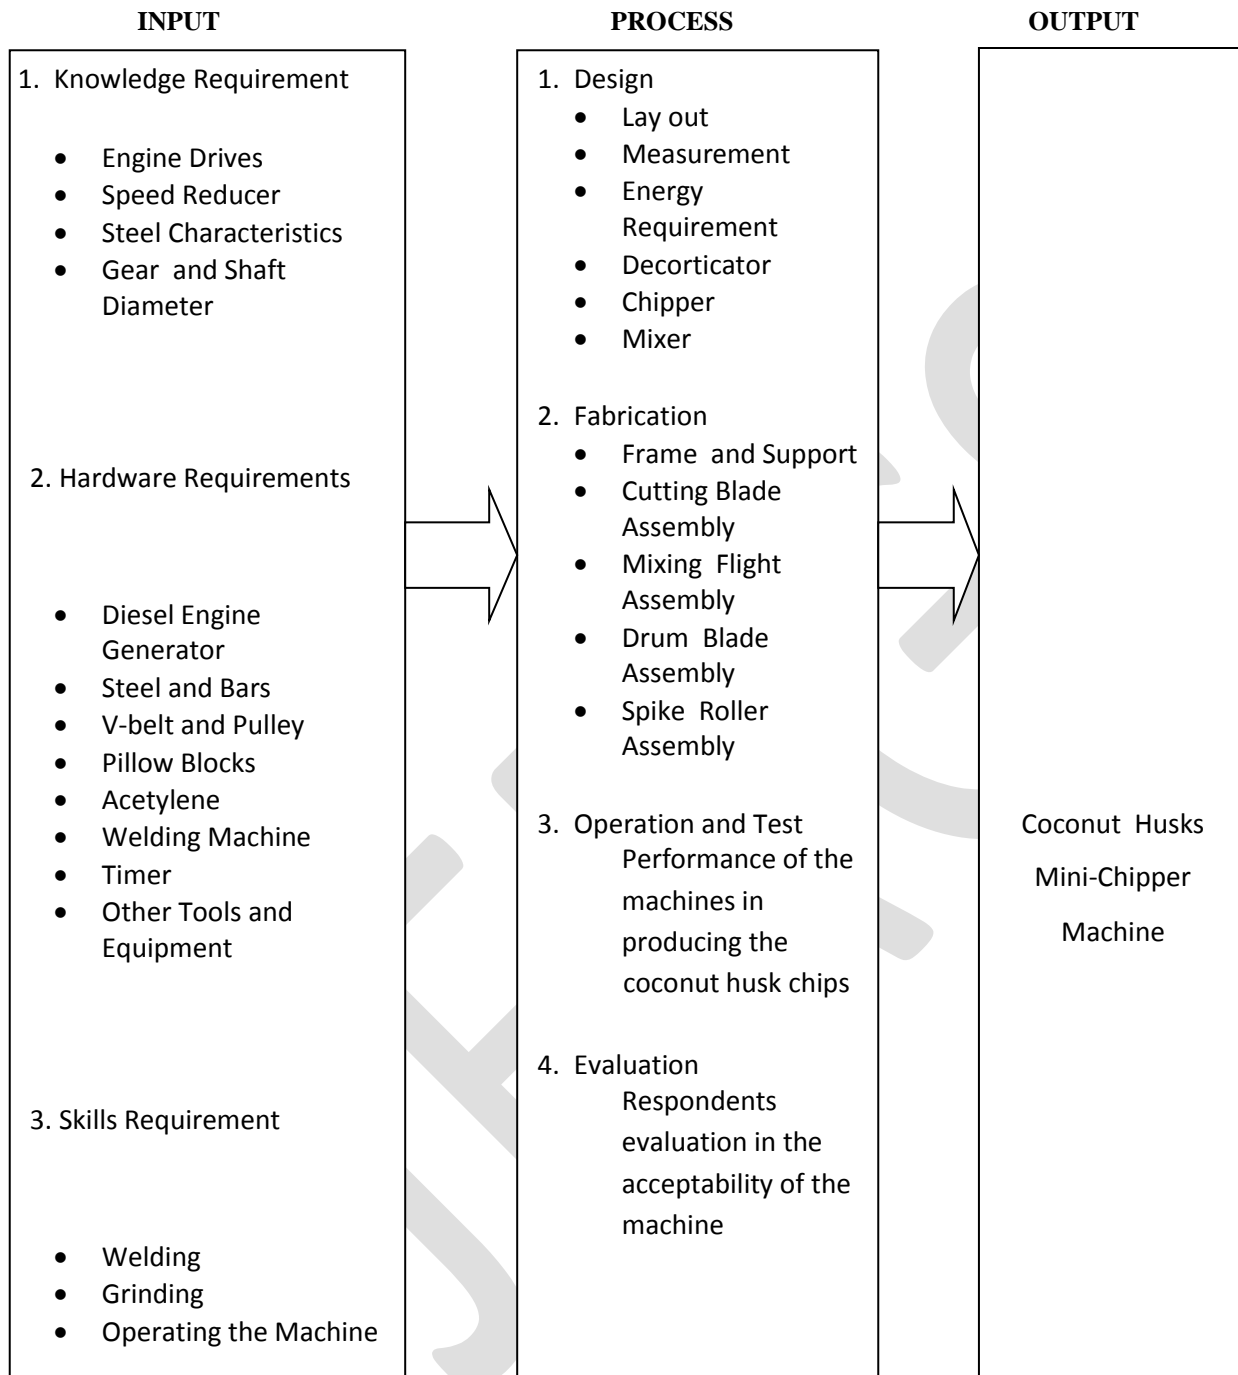 INPUT
1. Knowledge Requirement
• Engine Drives
• Speed Reducer
• Steel Characteristics
• Gear and Shaft
Diameter
2. Hardware Requirements
• Diesel Engine
Generator
• Steel and Bars
• V-belt and Pulley
• Pillow Blocks
• Acetylene
• Welding Machine
• Timer
• Other Tools and
Equipment
3. Skills Requirement
• Welding
• Grinding
• Operating the Machine
PROCESS
1. Design
• Lay out
• Measurement
• Energy
Requirement
• Decorticator
• Chipper
• Mixer
2. Fabrication
• Frame and Support
• Cutting Blade
Assembly
• Mixing Flight
Assembly
• Drum Blade
Assembly
• Spike Roller
Assembly
3. Operation and Test
Performance of the
machines in
producing the
coconut husk chips
4. Evaluation
Respondents
evaluation in the
acceptability of the
machine
OUTPUT
Coconut Husks
Mini-Chipper
Machine